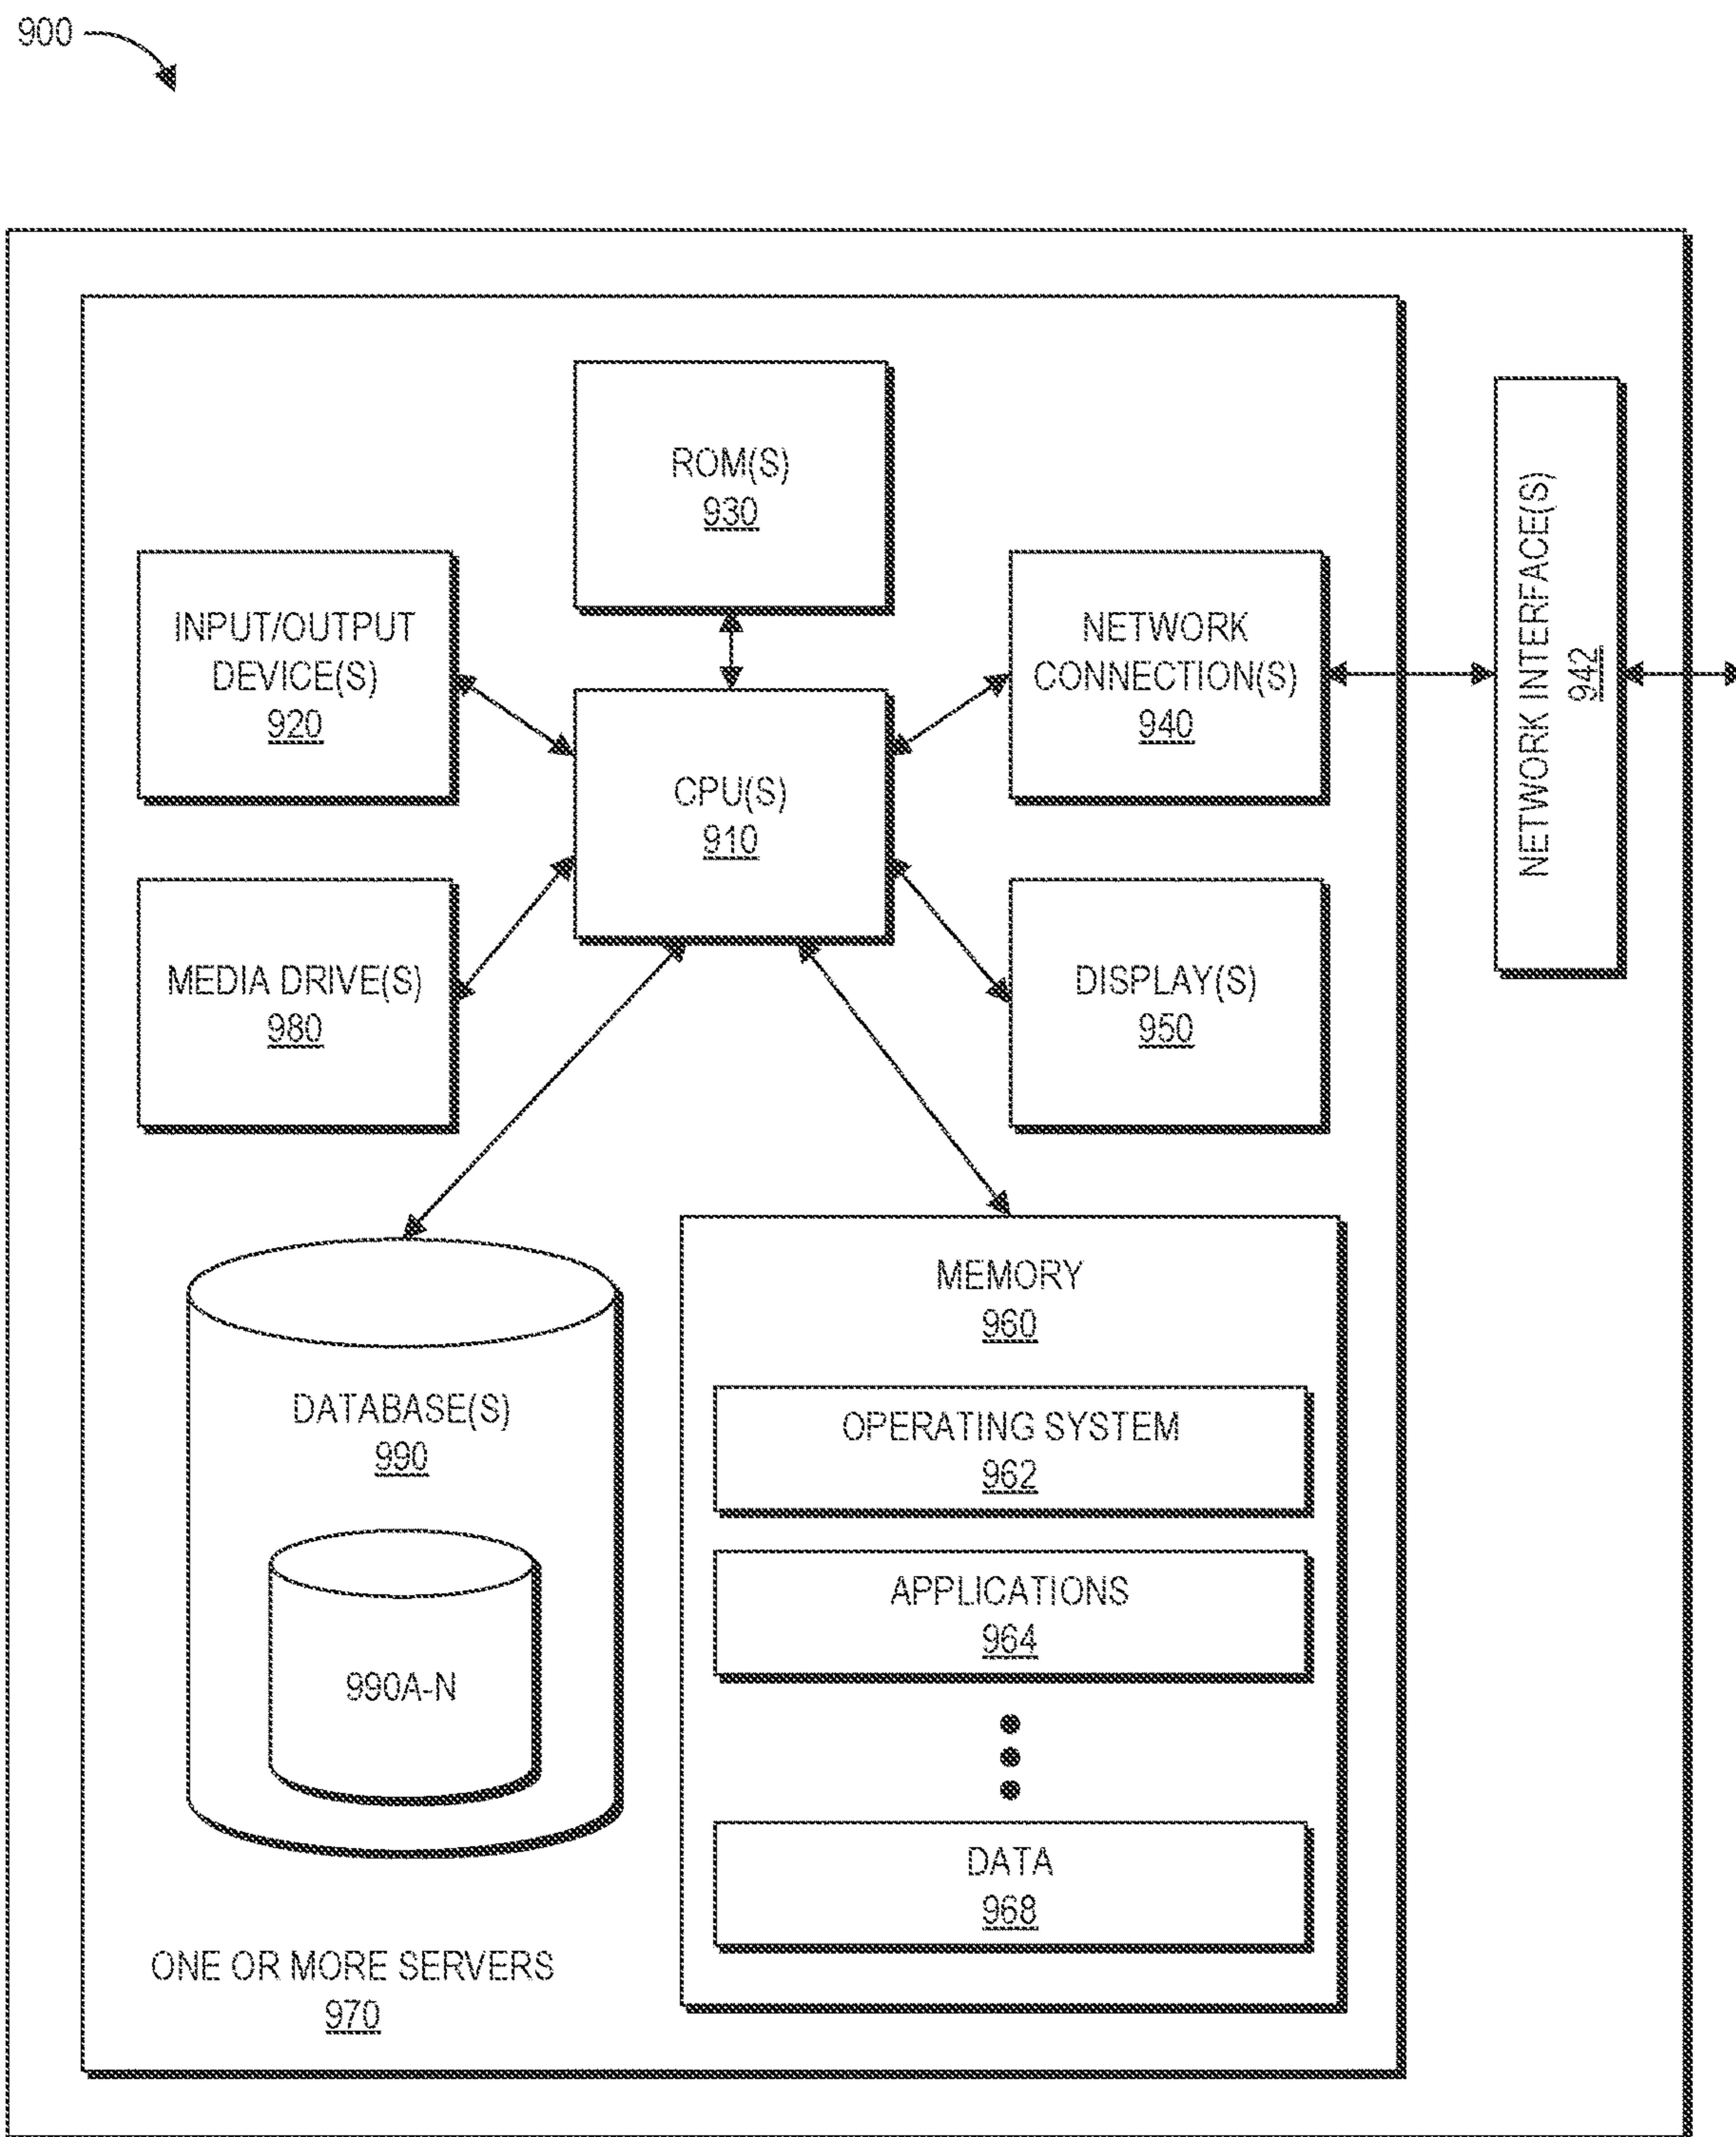 900
ROM(S)
930
INPUT/OUTPUT
DEVICE(S)
920
NETWORK
CONNECTION(S)
940
NETWORK INTERFACE(S)
942
CPU(S)
910
MEDIA DRIVE(S)
980
DISPLAY(S)
950
DATABASE(S)
990
990A-N
MEMORY
960
OPERATING SYSTEM
962
APPLICATIONS
964
DATA
968
ONE OR MORE SERVERS
970